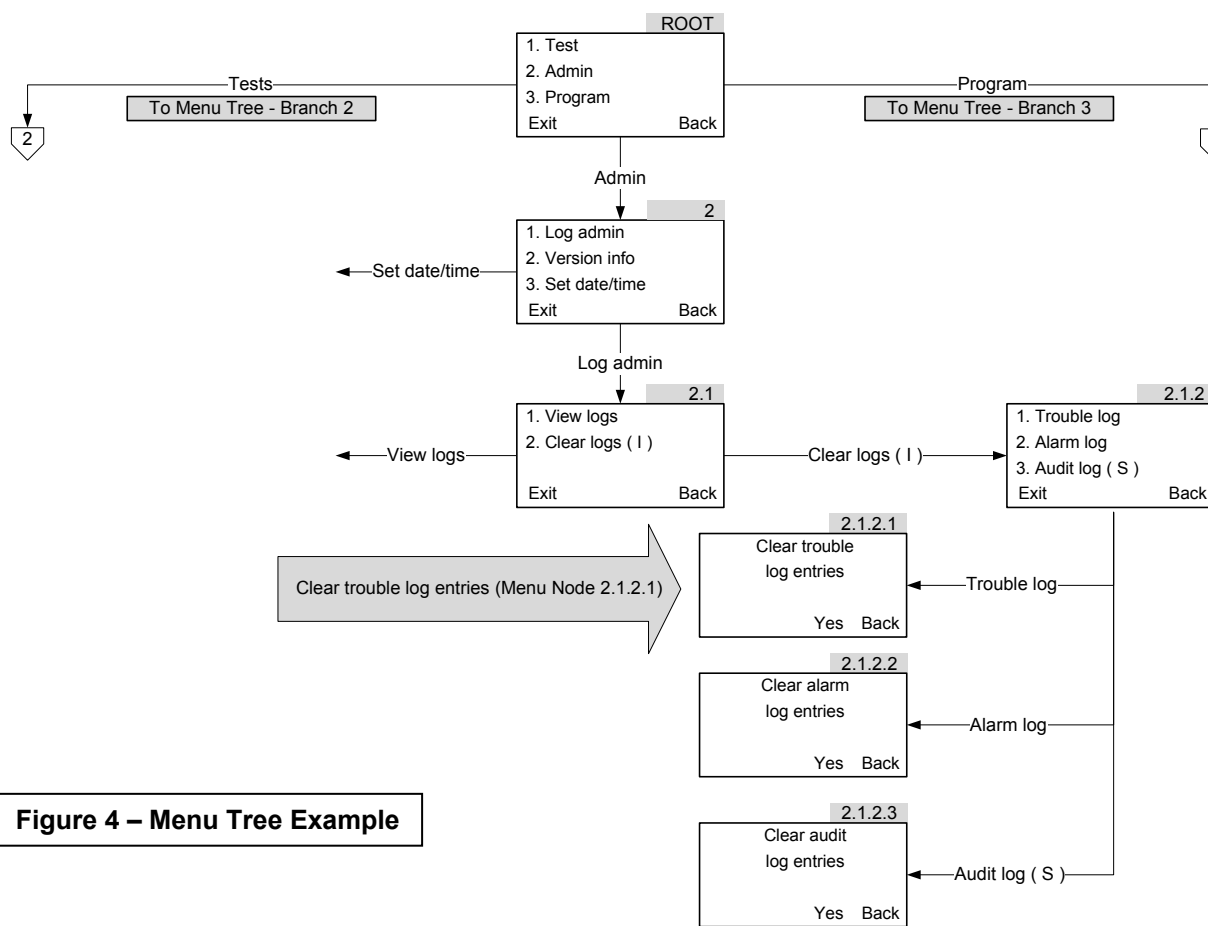 ROOT
1. Test
2. Admin
3. Program
Exit Back
Tests
To Menu Tree - Branch 2
2
Program
To Menu Tree - Branch 3
Admin
2
1. Log admin
2. Version info
3. Set date/time
Exit Back
Set date/time
Log admin
2.1
1. View logs
2. Clear logs ( I )
Exit Back
View logs
Clear logs ( I )
2.1.2
1. Trouble log
2. Alarm log
3. Audit log ( S )
Exit Back
Clear trouble log entries (Menu Node 2.1.2.1)
2.1.2.1
Clear trouble
log entries
Yes Back
Trouble log
2.1.2.2
Clear alarm
log entries
Yes Back
Alarm log
2.1.2.3
Clear audit
log entries
Yes Back
Audit log ( S )
Figure 4 – Menu Tree Example